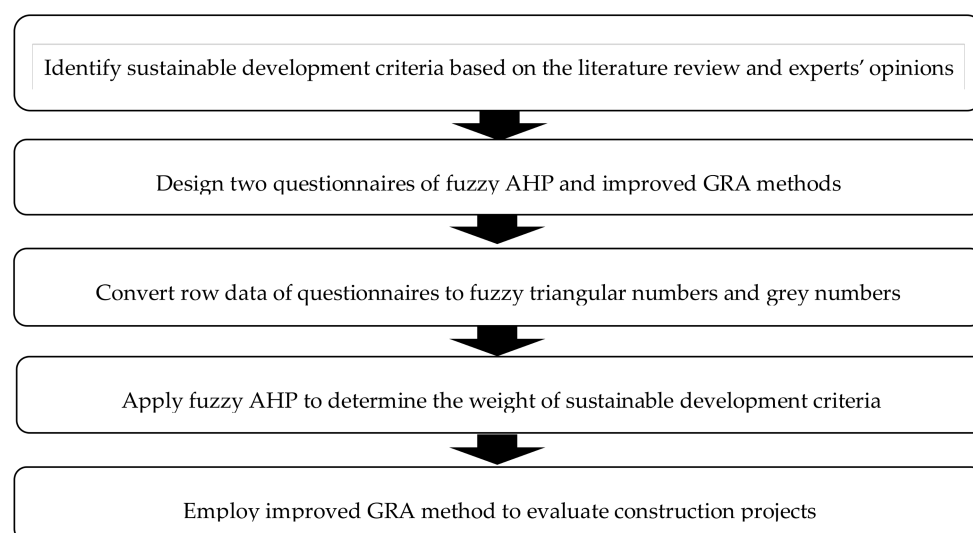 Identify sustainable development criteria based on the literature review and experts’ opinions
Design two questionnaires of fuzzy AHP and improved GRA methods
Convert row data of questionnaires to fuzzy triangular numbers and grey numbers
Apply fuzzy AHP to determine the weight of sustainable development criteria
Employ improved GRA method to evaluate construction projects